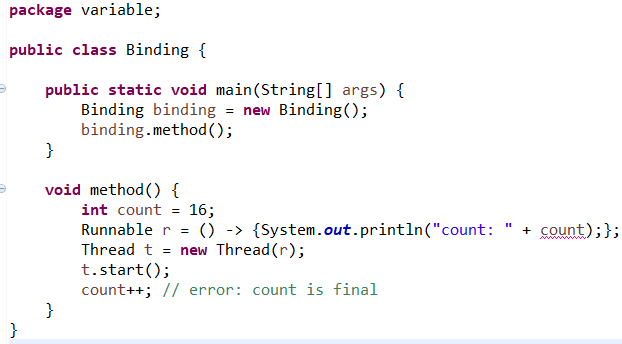 package variable;
public class Binding {
public static void main(String[] args) {
Binding binding = new Binding();
binding.method();
}
void method() {
int count = 16;
Runnable r = () -> {System.out.println("count: " + count);};
Thread t = new Thread(r);
t.start();
count++; // error: count is final
}
}